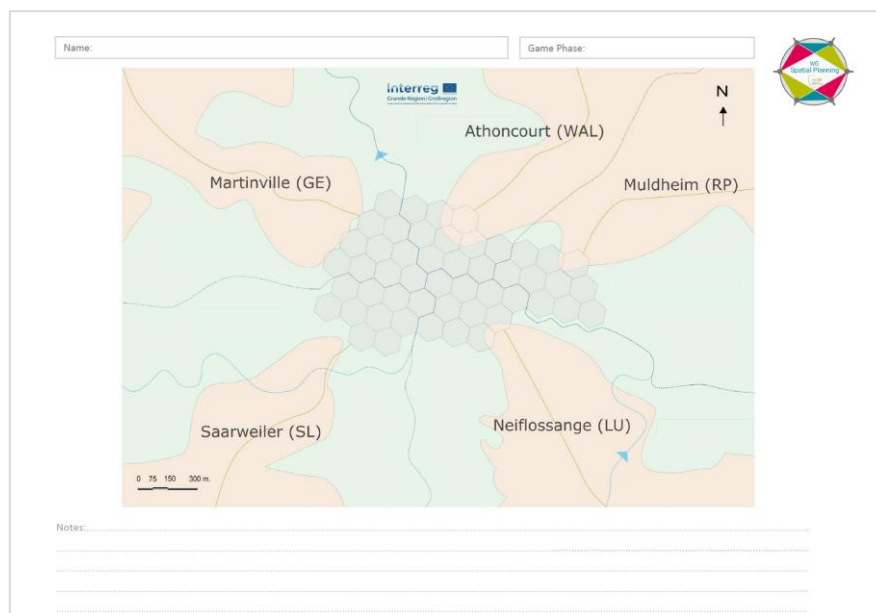 Name:
Game Phase:
WG
Spatial Planning
Interreg
Grande Région | Großregion
N
Athoncourt (WAL)
Martinville (GE)
Muldheim (RP)
Saarweiler (SL)
Neiflossange (LU)
0 75 150 300 m.
Notes: